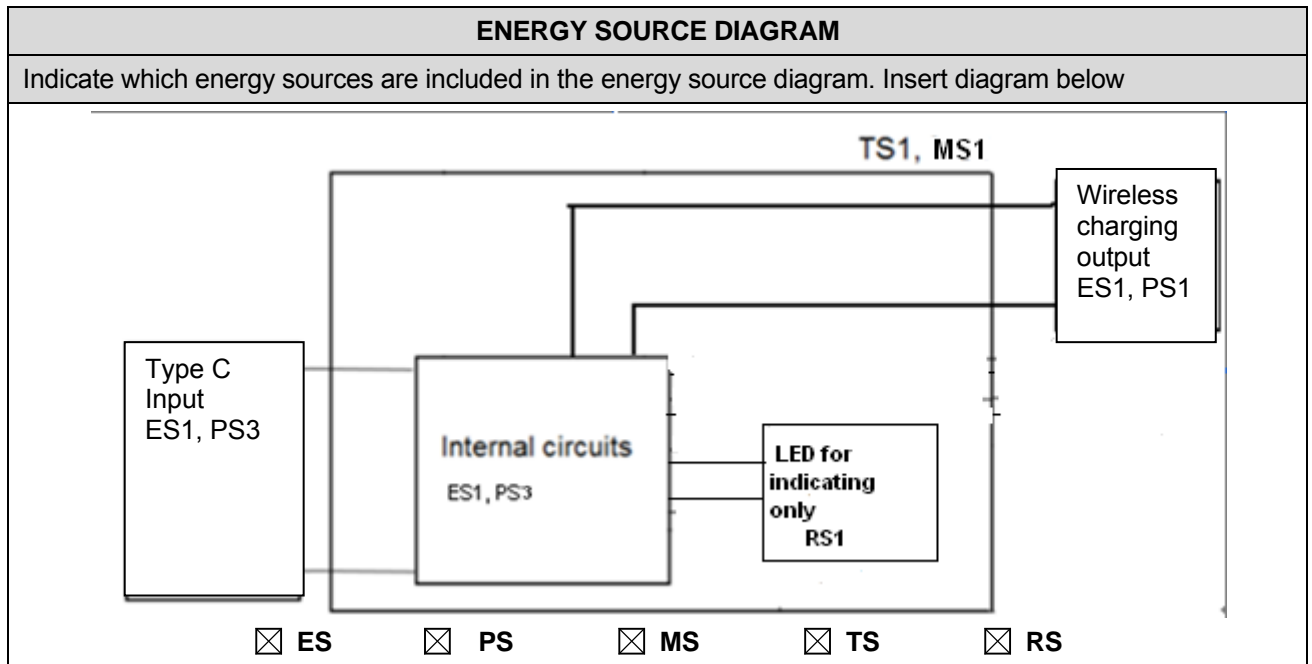 ENERGY SOURCE DIAGRAM
Indicate which energy sources are included in the energy source diagram. Insert diagram below
TS1, MS1
Wireless
charging
output
ES1, PS1
Type C
Input
ES1, PS3
Internal circuits
ES1, PS3
LED for
indicating
only
RS1
☒ ES ☒ PS ☒ MS ☒ TS ☒ RS